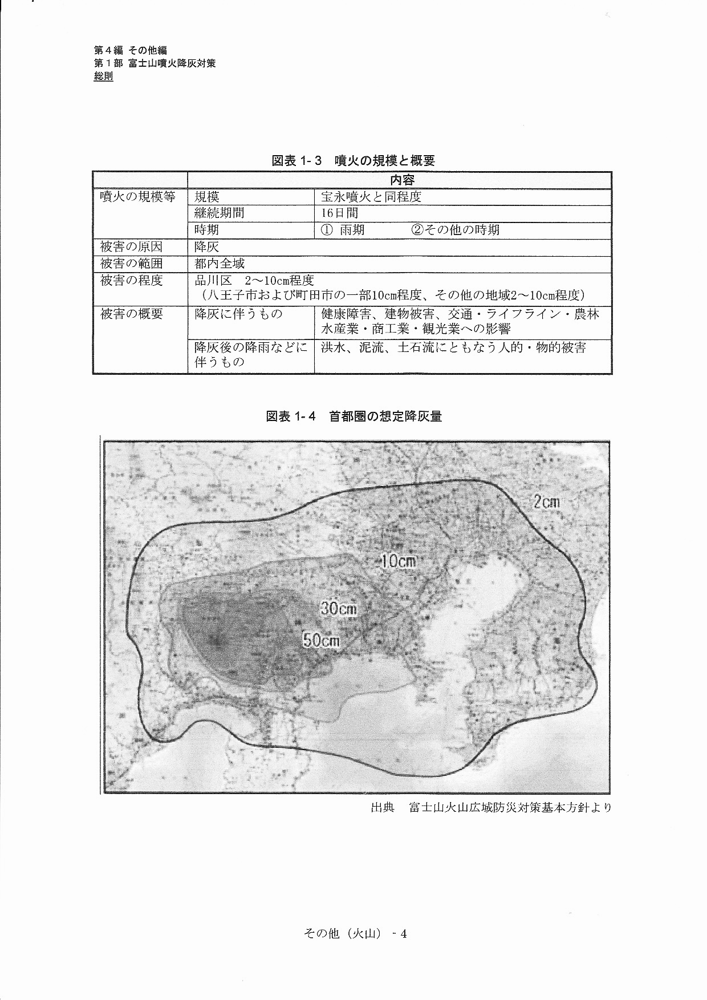 第４編 その他編
第１部 富士山噴火降灰対策
総則
図表 1- 3　噴火の規模と概要
内容
噴火の規模等　規模　宝永噴火と同程度
継続期間　16日間
時期　① 雨期　②その他の時期
被害の原因　降灰
被害の範囲　都内全域
被害の程度　品川区　2～10cm程度
（八王子市および町田市の一部10cm程度、その他の地域2～10cm程度）
被害の概要　降灰に伴うもの　健康障害、建物被害、交通・ライフライン・農林
水産業・商工業・観光業への影響
降灰後の降雨などに　洪水、泥流、土石流にともなう人的・物的被害
伴うもの
図表 1- 4　首都圏の想定降灰量
2cm
10cm
30cm
50cm
出典　富士山火山広域防災対策基本方針より
その他（火山） - 4